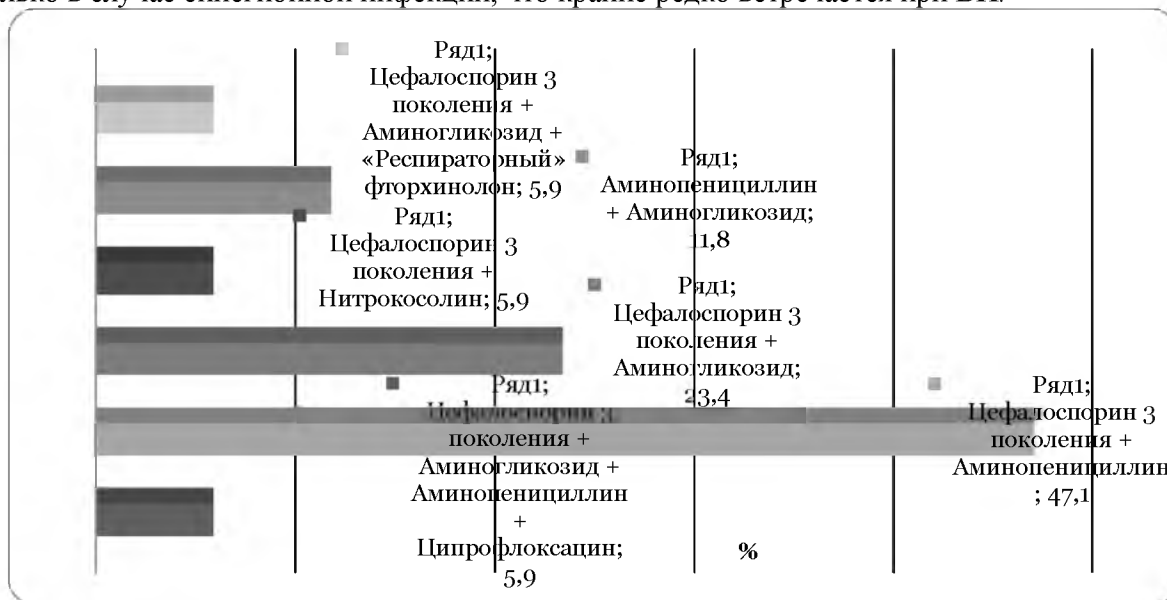 Ряд1;
Цефалоспорин 3
поколения +
Аминогликозид +
«Респираторный»
фторхинолон; 5,9
Ряд1;
Аминопенициллин
+ Аминогликозид;
11,8
Ряд1;
Цефалоспорин 3
поколения +
Нитрокосолин; 5,9
Ряд1;
Цефалоспорин 3
поколения +
Аминогликозид;
23,4
Ряд1;
Цефалоспорин 3
поколения +
Аминогликозид +
Аминопенициллин
+
Ципрофлоксацин;
5,9
Ряд1;
Цефалоспорин 3
поколения +
Аминопенициллин
; 47,1
%